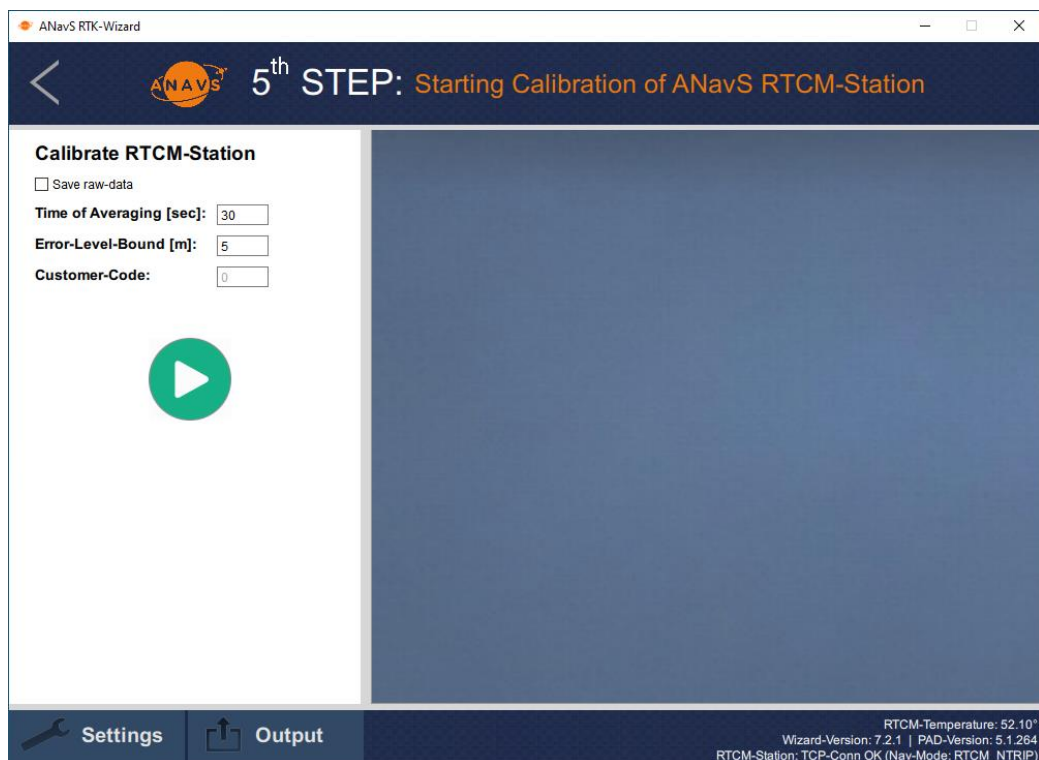 ANavS RTK-Wizard
ANAVS
5th STEP: Starting Calibration of ANavS RTCM-Station
Calibrate RTCM-Station
Save raw-data
Time of Averaging [sec]: 30
Error-Level-Bound [m]: 5
Customer-Code: 0
Settings
Output
RTCM-Temperature: 52.10°
Wizard-Version: 7.2.1 | PAD-Version: 5.1.264
RTCM-Station: TCP-Conn OK (Nav-Mode: RTCM_NTRIP)